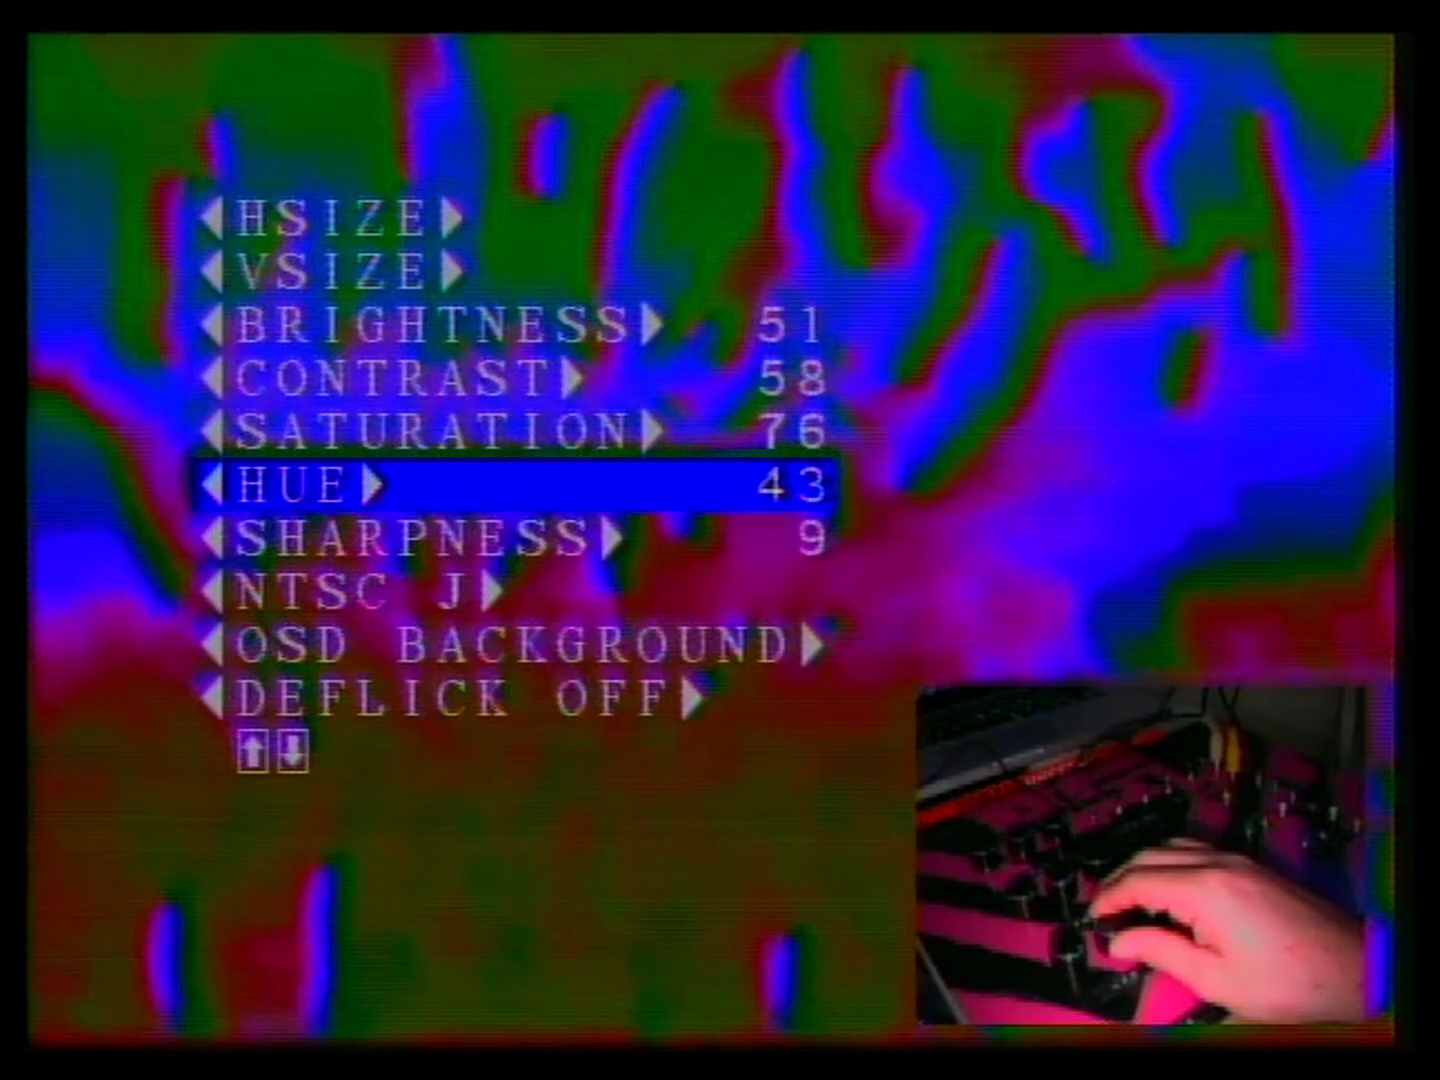 HSIZE
VSIZE
BRIGHTNESS 51
CONTRAST 58
SATURATION 76
HUE 43
SHARPNESS 9
NTSC J
OSD BACKGROUND
DEFLICK OFF